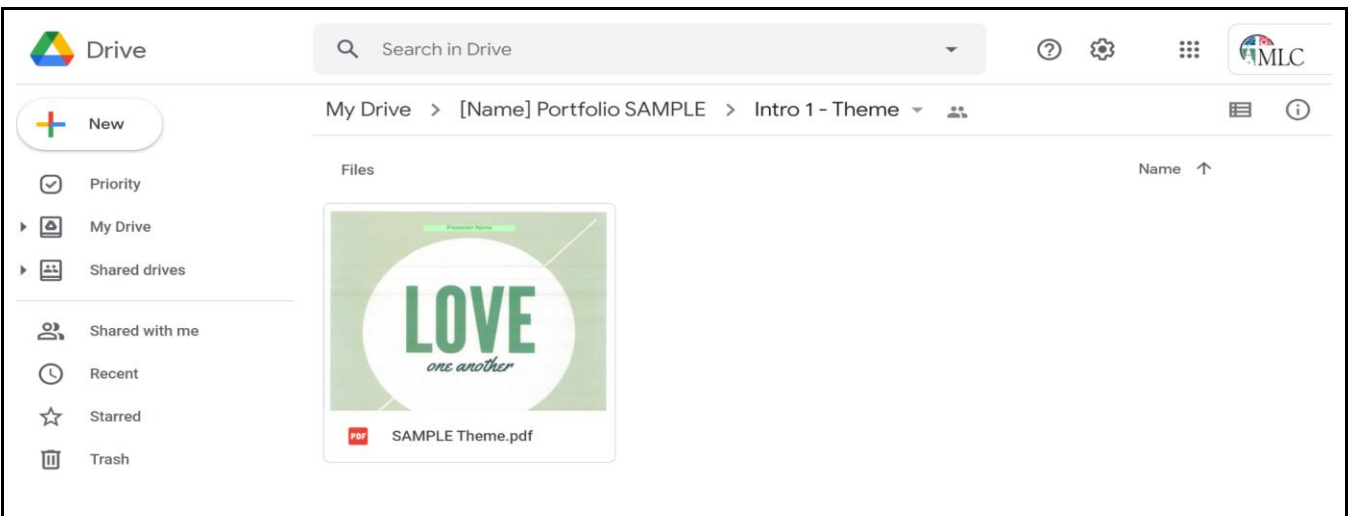 Drive
Search in Drive
MLC
New
My Drive > [Name] Portfolio SAMPLE > Intro 1 - Theme
Priority
My Drive
Shared drives
Shared with me
Recent
Starred
Trash
Files
Name
Presenter Name
LOVE
one another
PDF
SAMPLE Theme.pdf